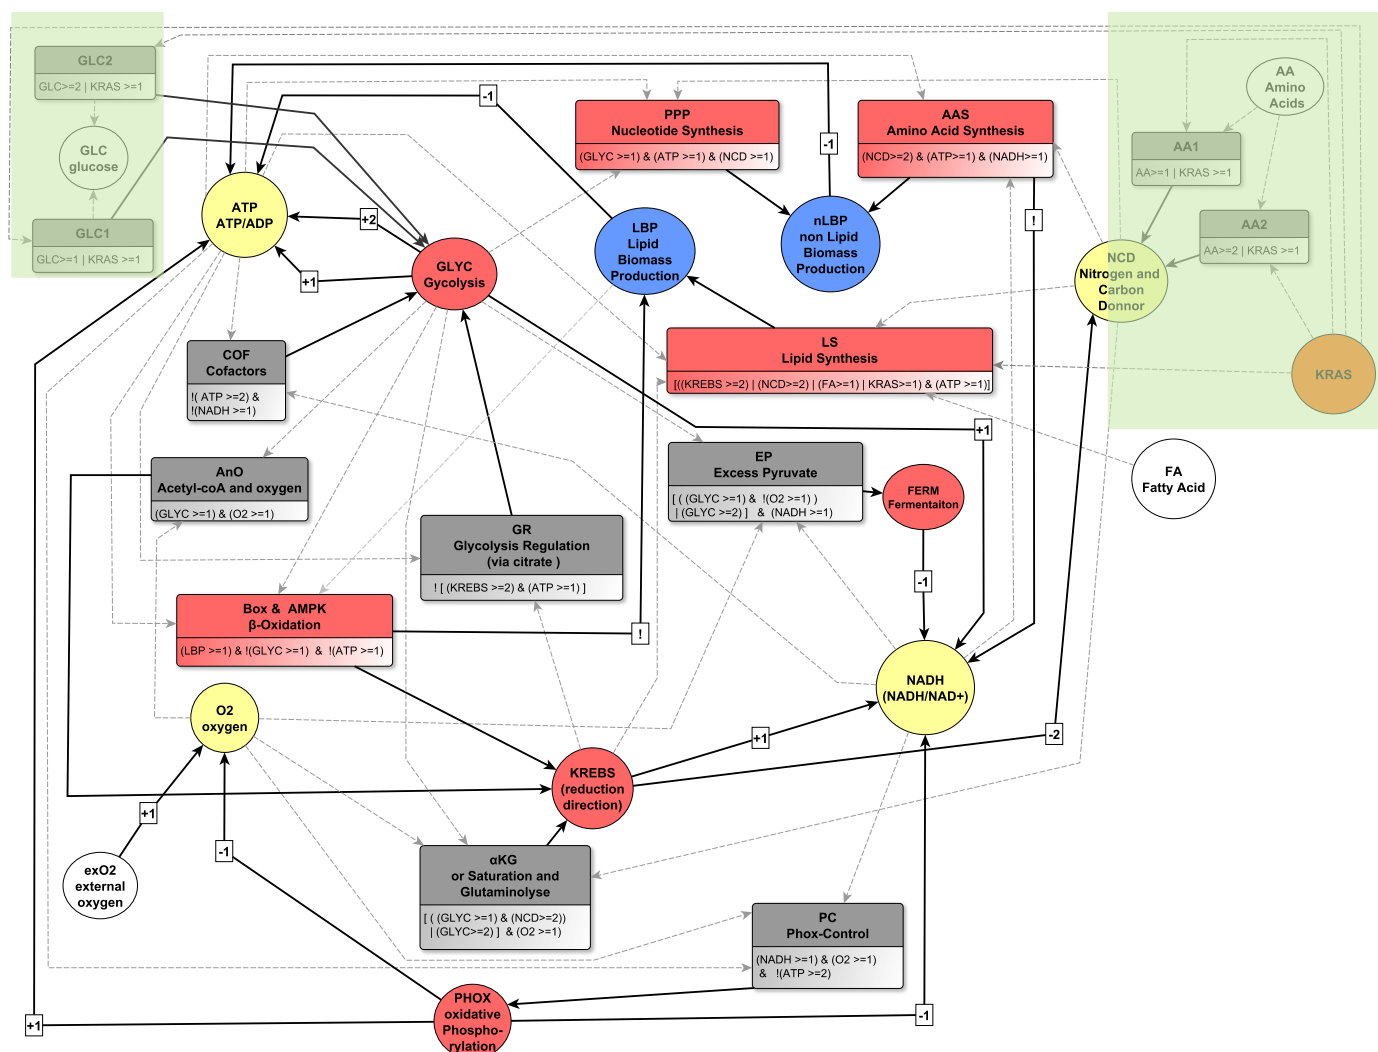 GLC2
GLC>=2 | KRAS >=1
GLC
glucose
GLC1
GLC>=1 | KRAS >=1
ATP
ATP/ADP
-1
+2
+1
GLYC
Gycolysis
PPP
Nucleotide Synthesis
(GLYC >=1) & (ATP >=1) & (NCD >=1)
-1
AAS
Amino Acid Synthesis
(NCD>=2) & (ATP>=1) & (NADH>=1)
!
LBP
Lipid
Biomass
Production
nLBP
non Lipid
Biomass
Production
AA
Amino
Acids
AA1
AA>=1 | KRAS >=1
AA2
AA>=2 | KRAS >=1
NCD
Nitrogen and
Carbon
Donnor
KRAS
LS
Lipid Synthesis
[((KREBS >=2) | (NCD>=2) | (FA>=1) | KRAS>=1) & (ATP >=1)]
COF
Cofactors
!( ATP >=2) &
!(NADH >=1)
+1
FA
Fatty Acid
AnO
Acetyl-coA and oxygen
(GLYC >=1) & (O2 >=1)
EP
Excess Pyruvate
[ ( (GLYC >=1) & !(O2 >=1) )
| (GLYC >=2) ] & (NADH >=1)
FERM
Fermentaiton
-1
GR
Glycolysis Regulation
(via citrate )
! [ (KREBS >=2) & (ATP >=1) ]
Box & AMPK
β-Oxidation
(LBP >=1) & !(GLYC >=1) & !(ATP >=1)
!
NADH
(NADH/NAD+)
O2
oxygen
+1
-2
KREBS
(reduction
direction)
+1
-1
exO2
external
oxygen
αKG
or Saturation and
Glutaminolyse
[ ( (GLYC >=1) & (NCD>=2))
| (GLYC>=2) ] & (O2 >=1)
PC
Phox-Control
(NADH >=1) & (O2 >=1)
& !(ATP >=2)
PHOX
oxidative
Phospho-
rylation
+1
-1